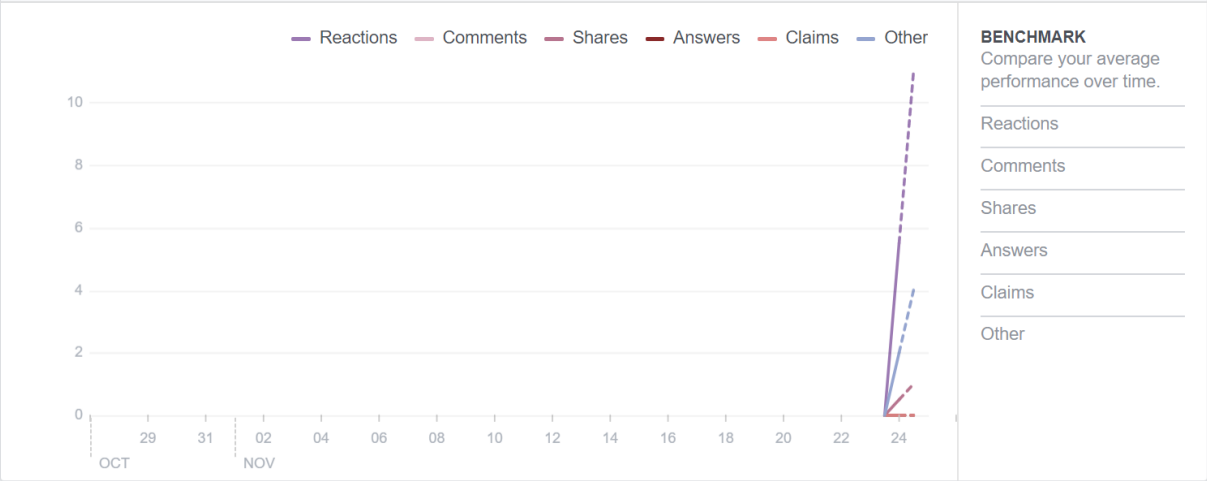 Reactions Comments Shares Answers Claims Other
10
8
6
4
2
0
29 31 02 04 06 08 10 12 14 16 18 20 22 24
OCT NOV
BENCHMARK
Compare your average
performance over time.
Reactions
Comments
Shares
Answers
Claims
Other